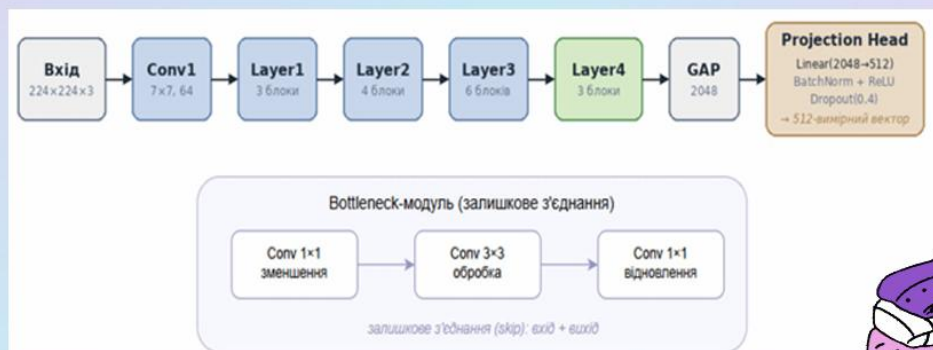 Вхід
224×224×3
Conv1
7×7, 64
Layer1
3 блоки
Layer2
4 блоки
Layer3
6 блоків
Layer4
3 блоки
GAP
2048
Projection Head
Linear(2048→512)
BatchNorm + ReLU
Dropout(0.4)
→ 512-вимірний вектор
Bottleneck-модуль (залишкове з'єднання)
Conv 1×1
зменшення
Conv 3×3
обробка
Conv 1×1
відновлення
залишкове з'єднання (skip): вхід + вихід